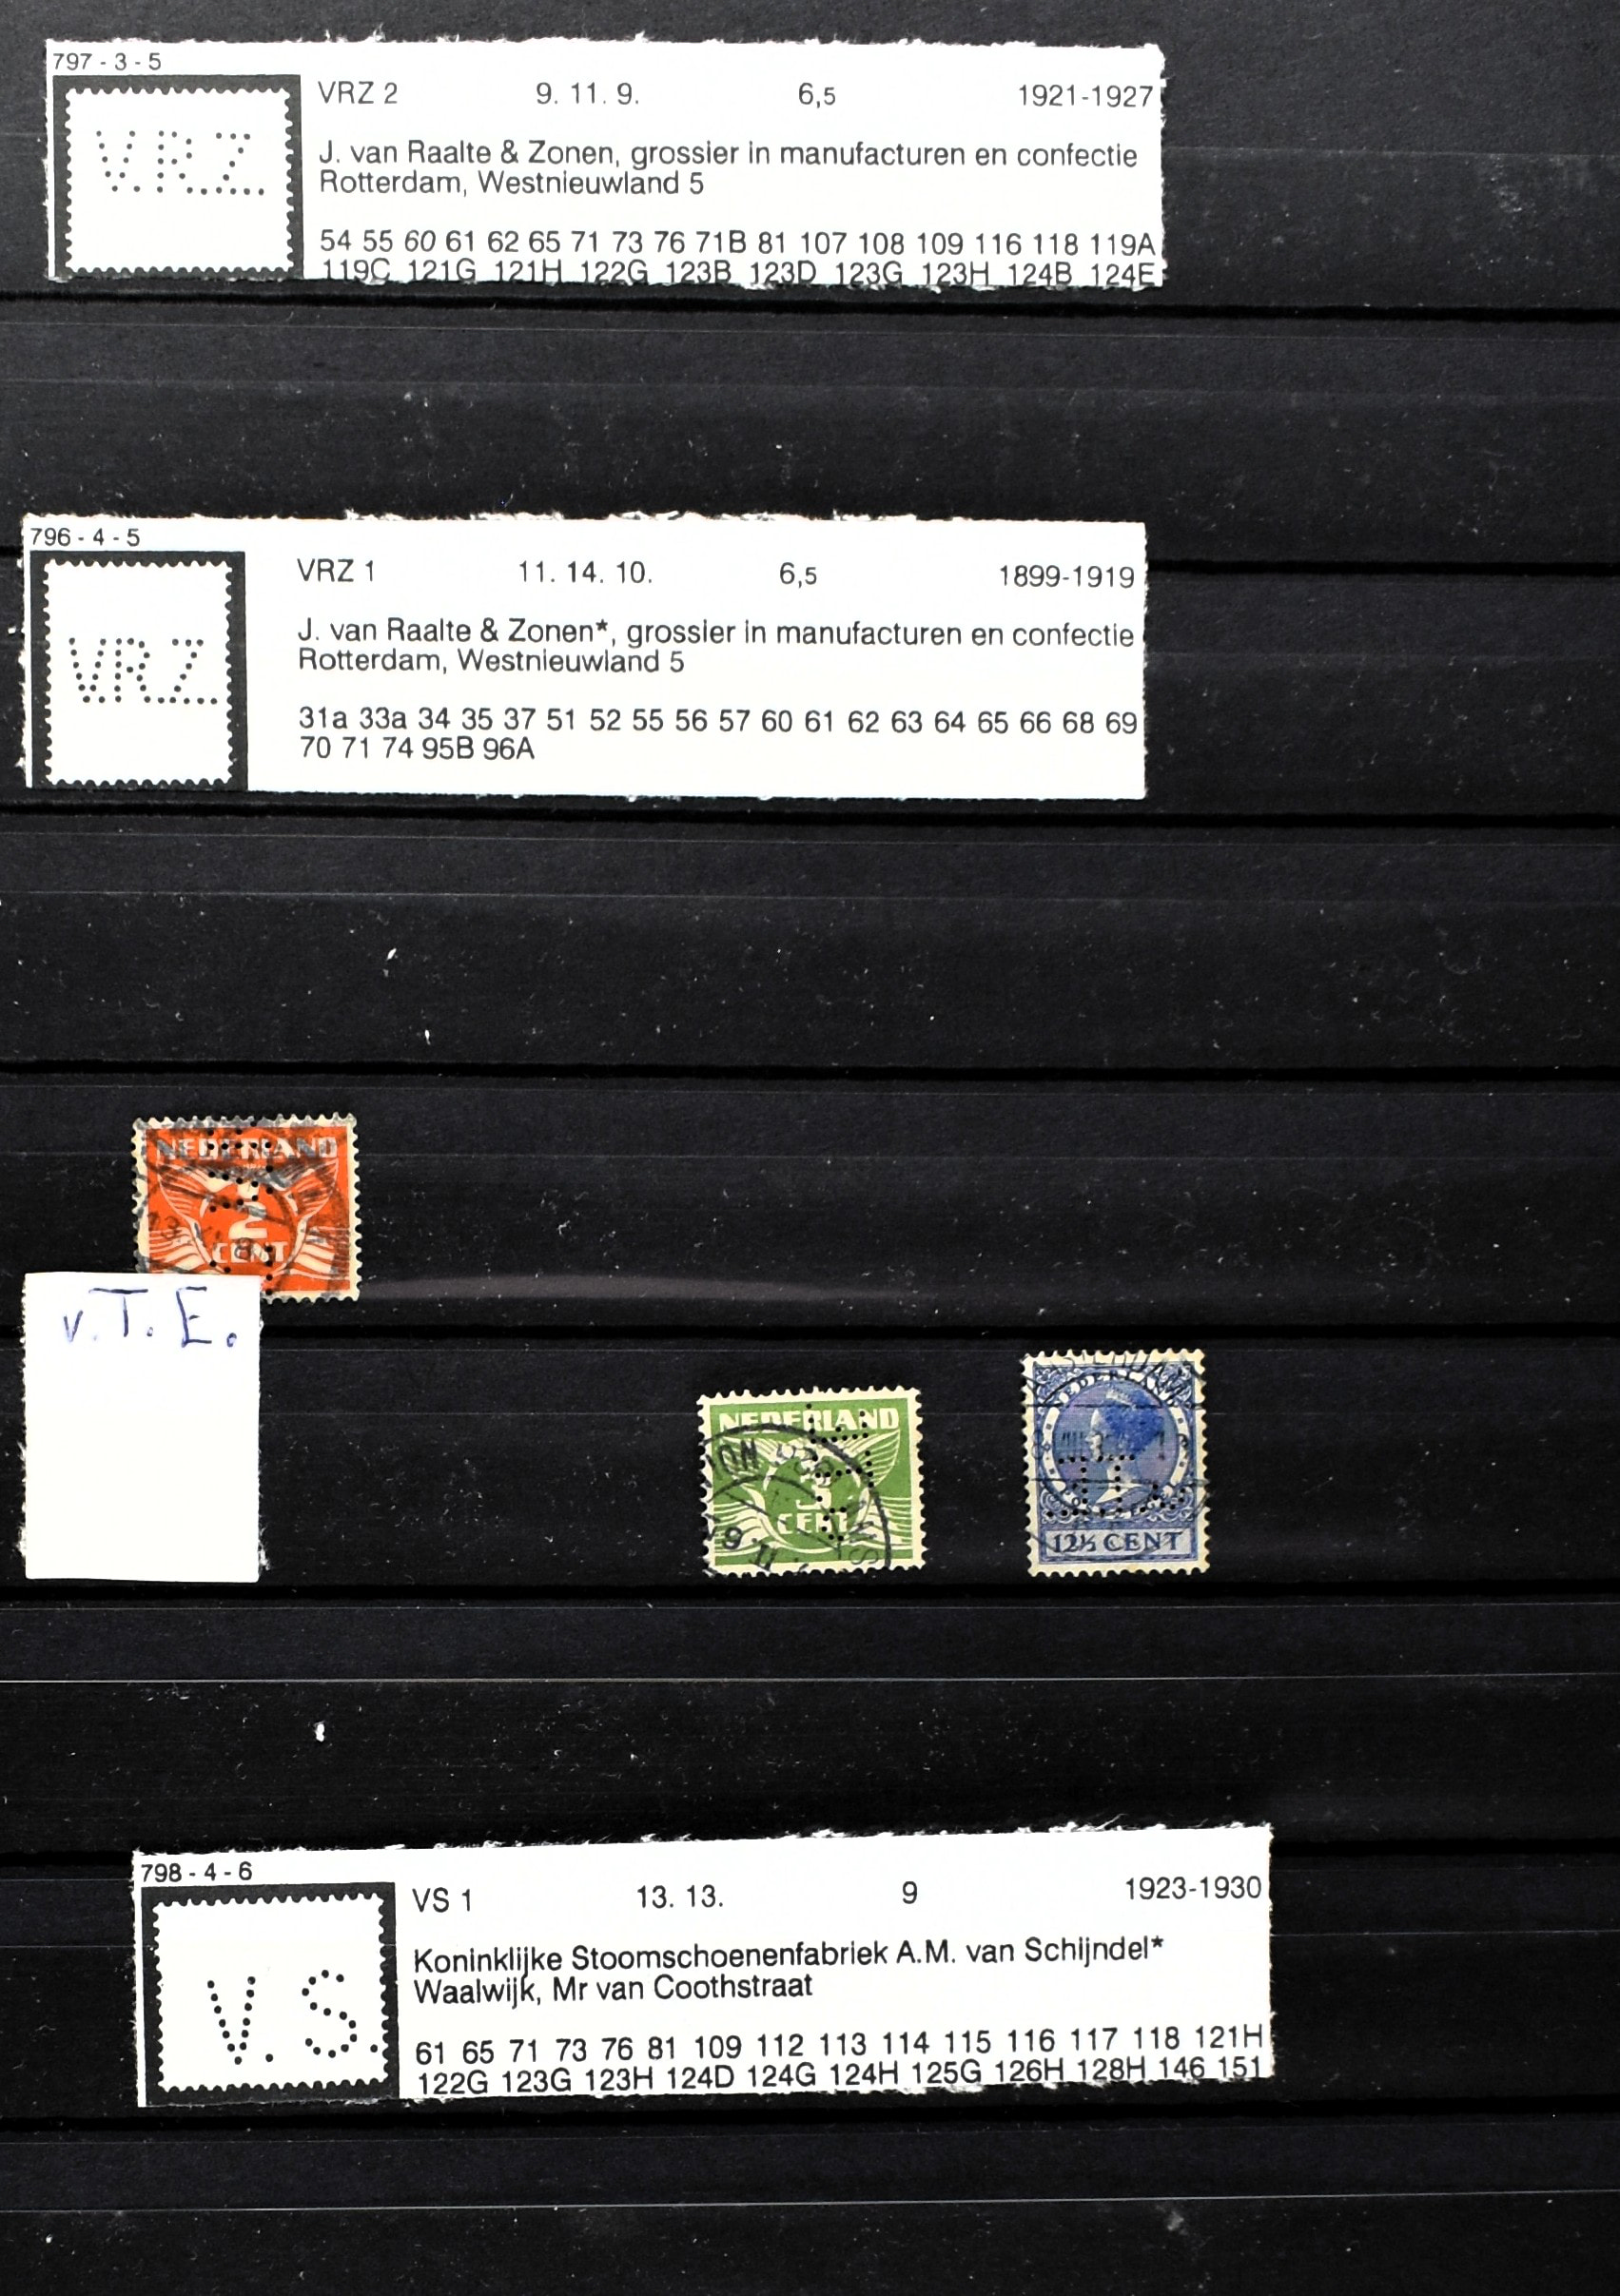 797 - 3 - 5
V.R.Z.
VRZ 2 9. 11. 9. 6,5 1921-1927
J. van Raalte & Zonen, grossier in manufacturen en confectie
Rotterdam, Westnieuwland 5
54 55 60 61 62 65 71 73 76 71B 81 107 108 109 116 118 119A
119C 121G 121H 122G 123B 123D 123G 123H 124B 124E
796 - 4 - 5
V.R.Z.
VRZ 1 11. 14. 10. 6,5 1899-1919
J. van Raalte & Zonen*, grossier in manufacturen en confectie
Rotterdam, Westnieuwland 5
31a 33a 34 35 37 51 52 55 56 57 60 61 62 63 64 65 66 68 69
70 71 74 95B 96A
NEDERLAND
2
CENT
v.T.E.
NEDERLAND
3
CENT
NEDERLAND
12½ CENT
798 - 4 - 6
V.S.
VS 1 13. 13. 9 1923-1930
Koninklijke Stoomschoenenfabriek A.M. van Schijndel*
Waalwijk, Mr van Coothstraat
61 65 71 73 76 81 109 112 113 114 115 116 117 118 121H
122G 123G 123H 124D 124G 124H 125G 126H 128H 146 151